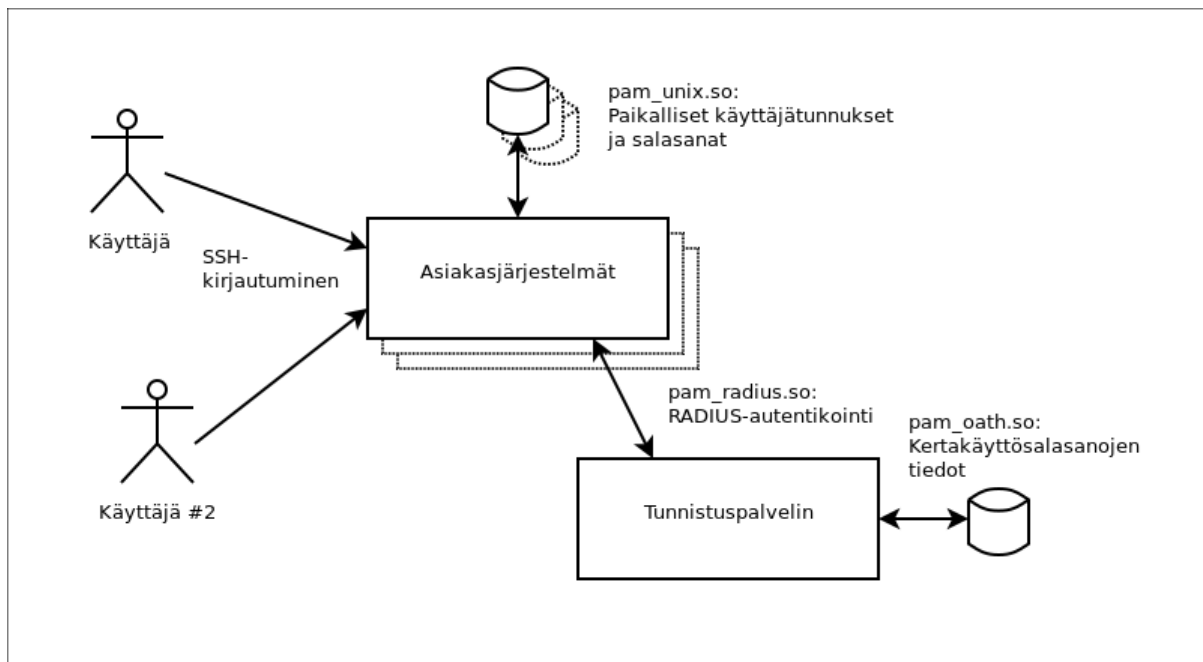 pam_unix.so:
Paikalliset käyttäjätunnukset
ja salasanat
Käyttäjä
SSH-
kirjautuminen
Asiakasjärjestelmät
pam_radius.so:
RADIUS-autentikointi
pam_oath.so:
Kertakäyttösalasanojen
tiedot
Käyttäjä #2
Tunnistuspalvelin